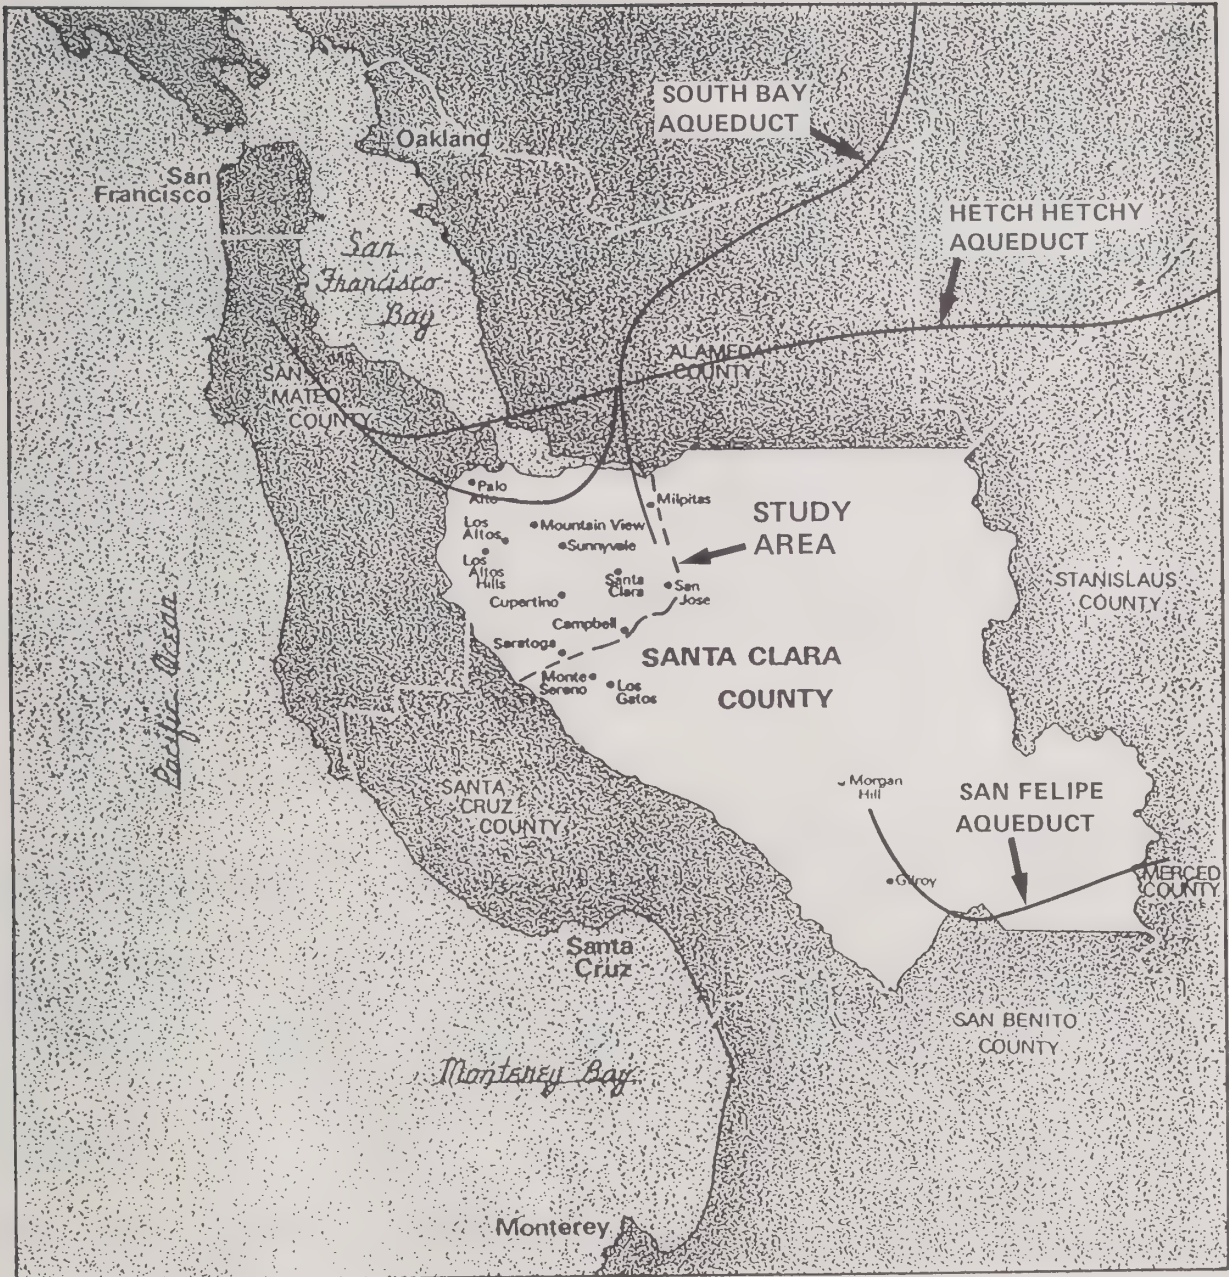 SOUTH BAY
AQUEDUCT
Oakland
San
Francisco
HETCH HETCHY
AQUEDUCT
San
Francisco
Bay
ALAMED
COUNTY
SAN
MATEO
COUNTY
Palo
Alto
Milpitas
Los
Altos
Mountain View
Sunnyvale
STUDY
AREA
Los
Altos
Hills
Santa
Clara
San
Jose
Cupertino
STANISLAUS
COUNTY
Campbell
Saratoga
SANTA CLARA
COUNTY
Monte
Sereno
Los
Gatos
Pacific Ocean
Morgan
Hill
SAN FELIPE
AQUEDUCT
SANTA
CRUZ
COUNTY
Gilroy
MERCED
COUNTY
Santa
Cruz
SAN BENITO
COUNTY
Monterey Bay
Monterey